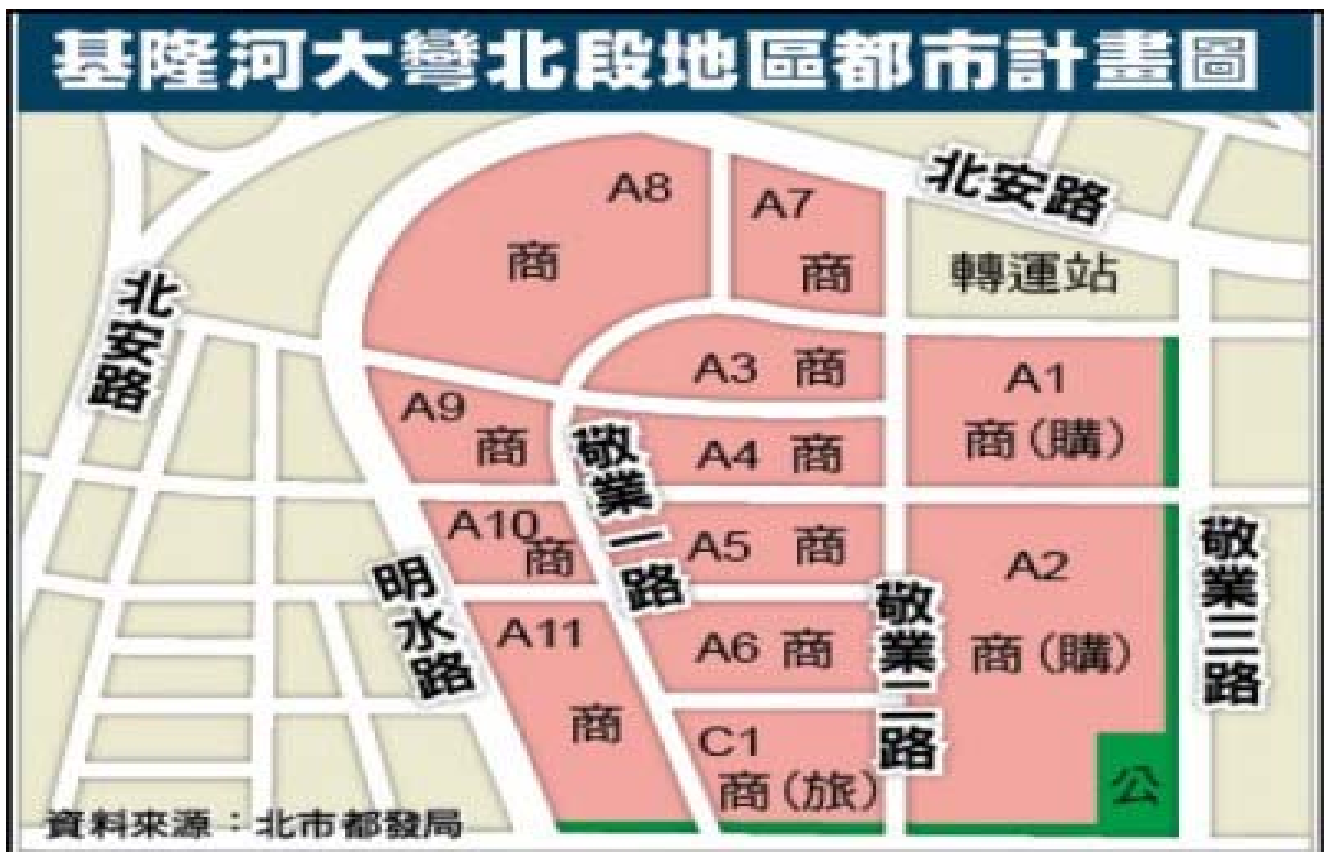 基隆河大彎北段地區都市計畫圖
北安路
A8
商
A7
商
轉運站
北安路
A3 商
A1
商(購)
A9
商
敬業一路
A4 商
A10
商
A5 商
A2
商(購)
敬業三路
明水路
A11
商
A6 商
敬業二路
C1
商(旅)
公
資料來源：北市都發局